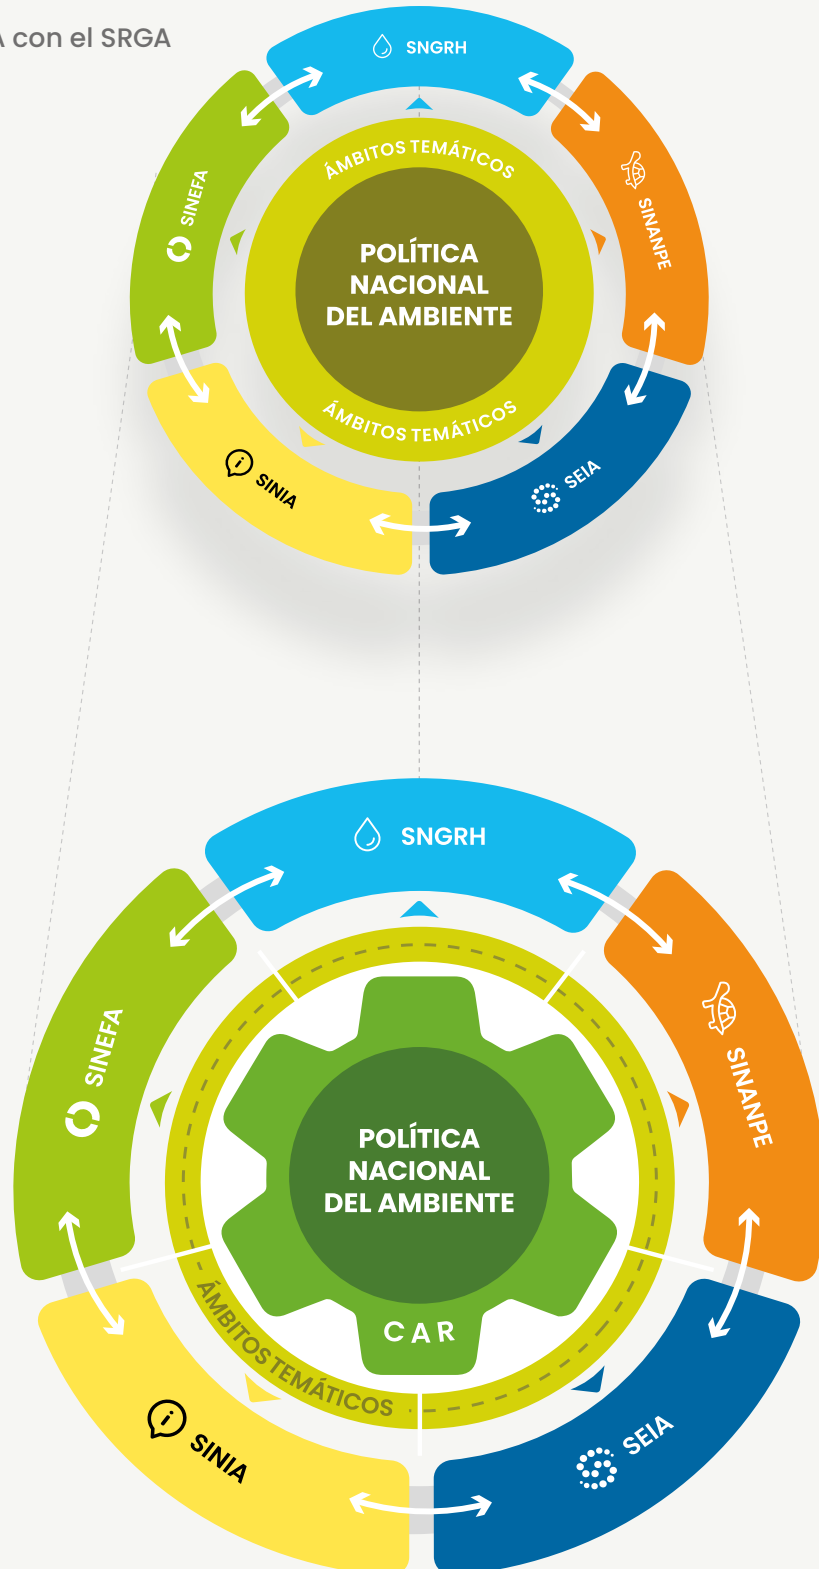 A con el SRGA
SNGRH
SINEFA
SINANPE
ÁMBITOS TEMÁTICOS
POLÍTICA
NACIONAL
DEL AMBIENTE
ÁMBITOS TEMÁTICOS
SINIA
SEIA
SNGRH
SINEFA
SINANPE
POLÍTICA
NACIONAL
DEL AMBIENTE
CAR
ÁMBITOS TEMÁTICOS
SINIA
SEIA